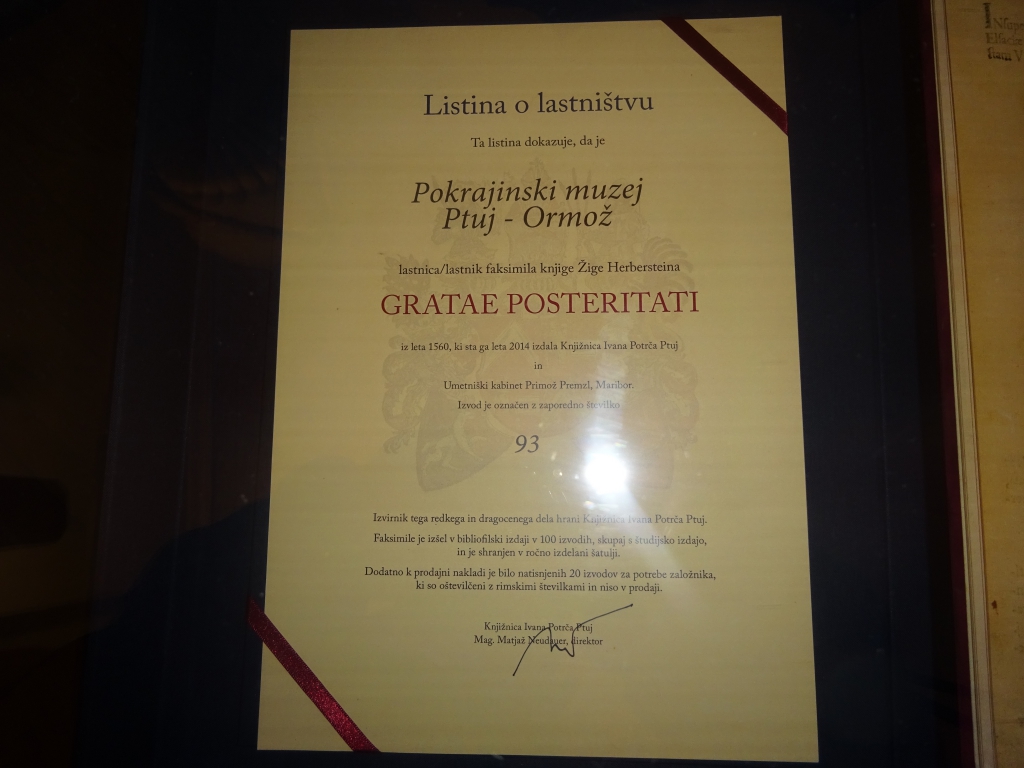 Listina o lastništvu
Ta listina dokazuje, da je
Pokrajinski muzej
Ptuj - Ormož
lastnica/lastnik faksimila knjige Žige Herbersteina
GRATAE POSTERITATI
iz leta 1560, ki sta ga leta 2014 izdala Knjižnica Ivana Potrča Ptuj
in
Umetniški kabinet Primož Premzl, Maribor.
Izvod je označen z zaporedno številko
93
Izvirnik tega redkega in dragocenega dela hrani Knjižnica Ivana Potrča Ptuj.
Faksimile je izšel v bibliofilski izdaji v 100 izvodih, skupaj s študijsko izdajo,
in je shranjen v ročno izdelani šatulji.
Dodatno k prodajni nakladi je bilo natisnjenih 20 izvodov za potrebe založnika,
ki so oštevilčeni z rimskimi številkami in niso v prodaji.
Knjižnica Ivana Potrča Ptuj
Mag. Matjaž Neudauer, direktor